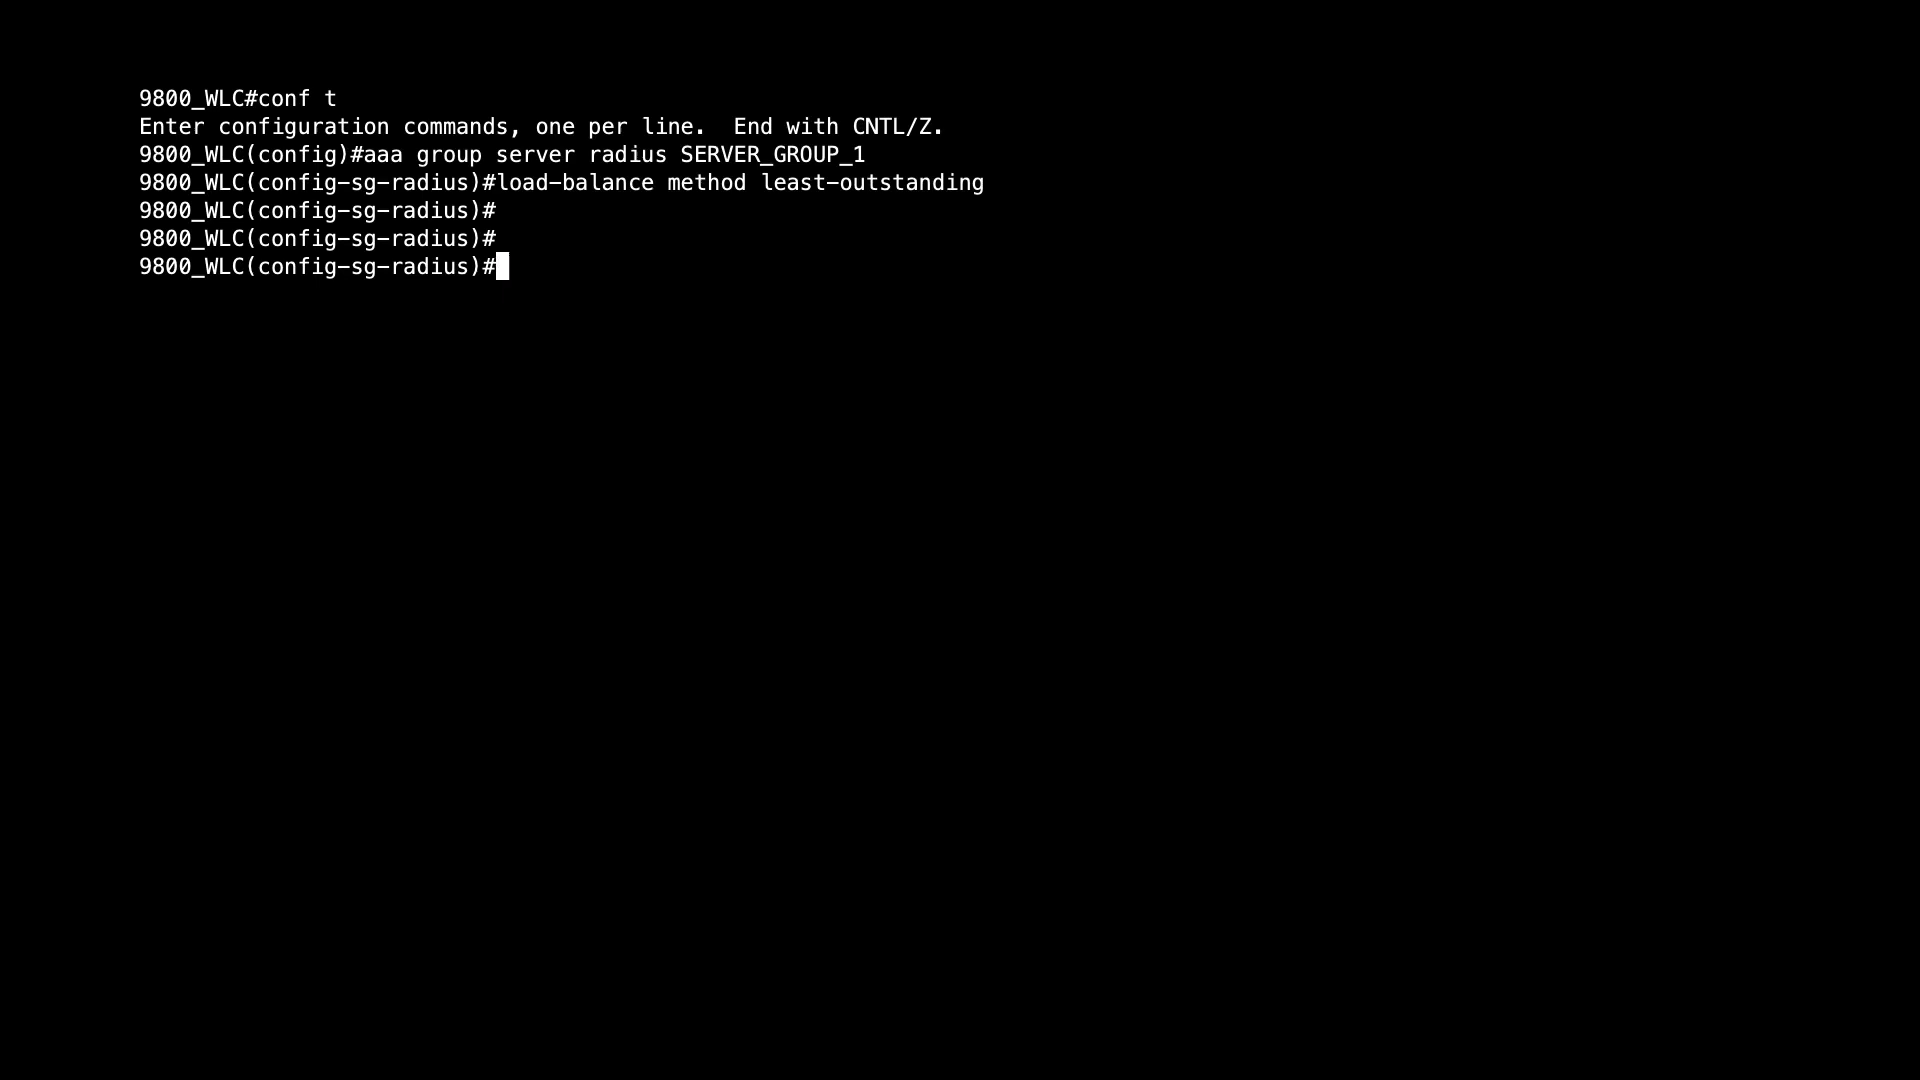 9800_WLC#conf t
Enter configuration commands, one per line.  End with CNTL/Z.
9800_WLC(config)#aaa group server radius SERVER_GROUP_1
9800_WLC(config-sg-radius)#load-balance method least-outstanding
9800_WLC(config-sg-radius)#
9800_WLC(config-sg-radius)#
9800_WLC(config-sg-radius)#